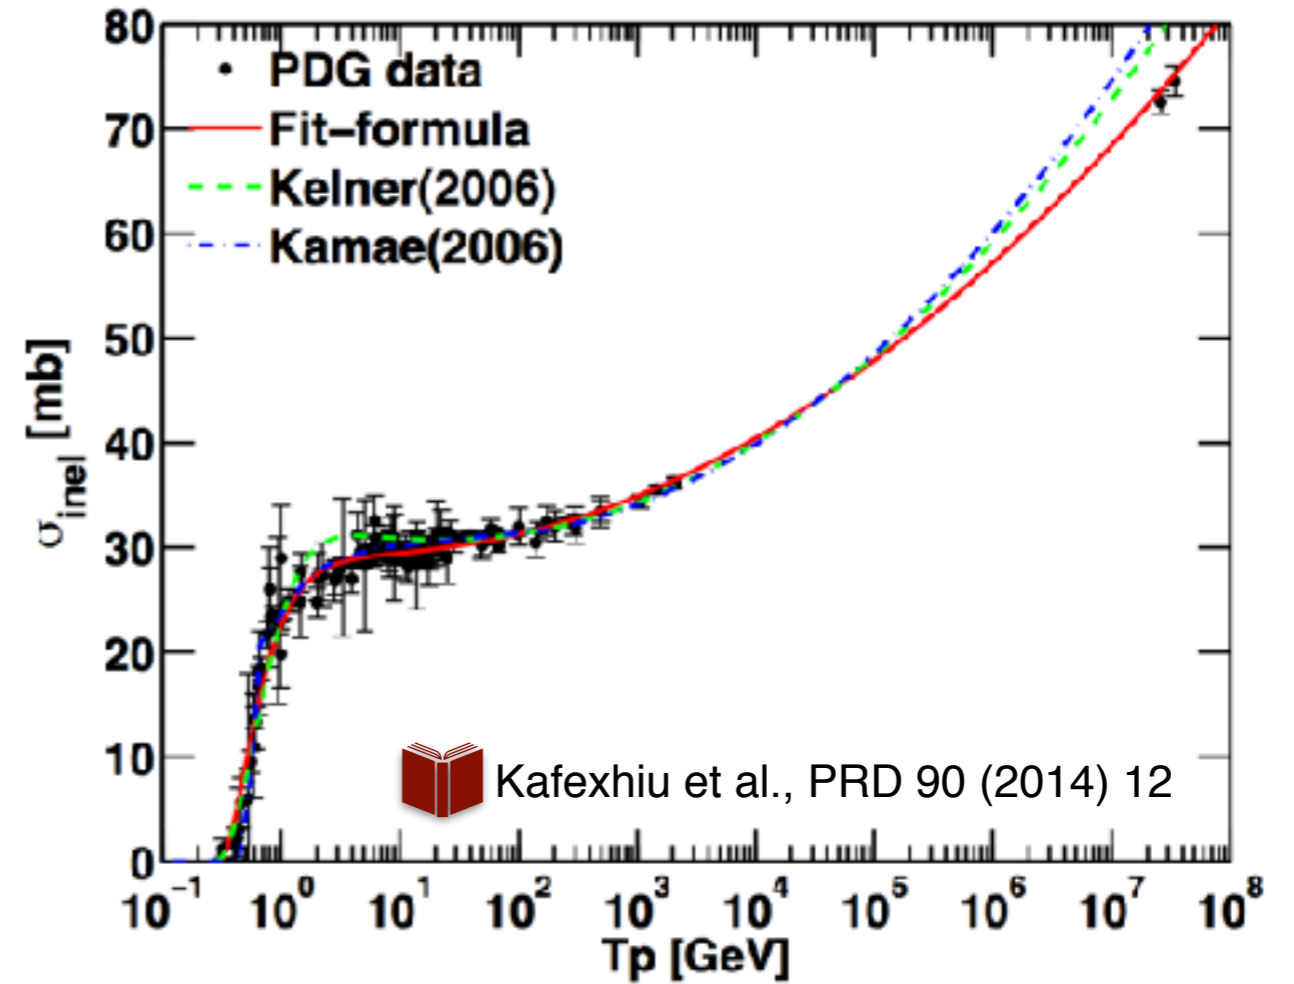 80
PDG data
70
Fit-formula
Kelner(2006)
60
Kamae(2006)
50
σinel [mb]
40
30
20
10
Kafexhiu et al., PRD 90 (2014) 12
0
10⁻¹ 10⁰ 10¹ 10² 10³ 10⁴ 10⁵ 10⁶ 10⁷ 10⁸
Tp [GeV]